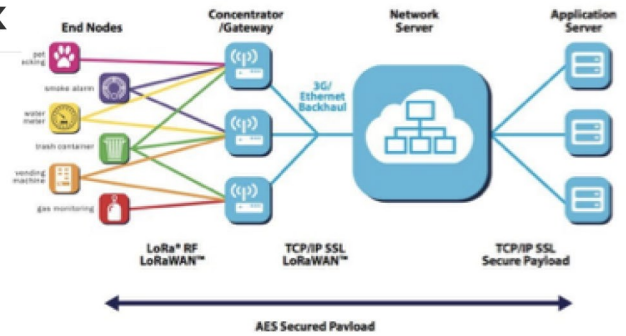 Concentrator
/Gateway
Network
Server
Application
Server
End Nodes
pet
smoke alarm
water
meter
trash container
vending
machine
gas monitoring
3G/
Ethernet
Backhaul
LoRa® RF
LoRaWAN™
TCP/IP SSL
LoRaWAN™
TCP/IP SSL
Secure Payload
AES Secured Payload